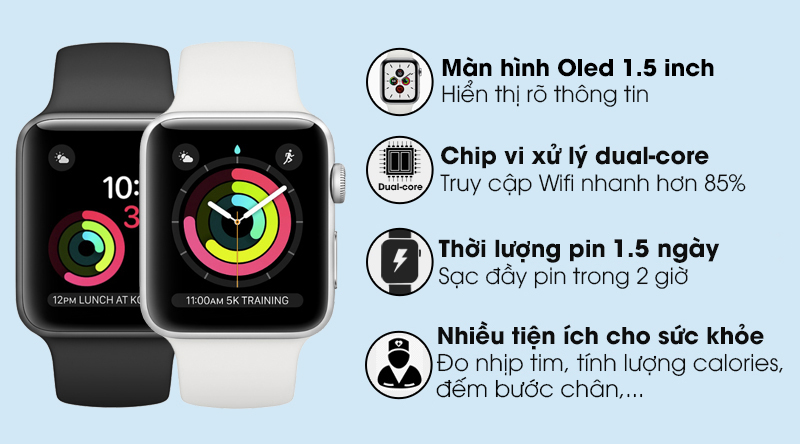 Màn hình Oled 1.5 inch
Hiển thị rõ thông tin
Dual-core
Chip vi xử lý dual-core
Truy cập Wifi nhanh hơn 85%
Thời lượng pin 1.5 ngày
Sạc đầy pin trong 2 giờ
Nhiều tiện ích cho sức khỏe
Đo nhịp tim, tính lượng calories,
đếm bước chân,...
10:
3
12PM LUNCH AT KO
11:00AM 5K TRAINING